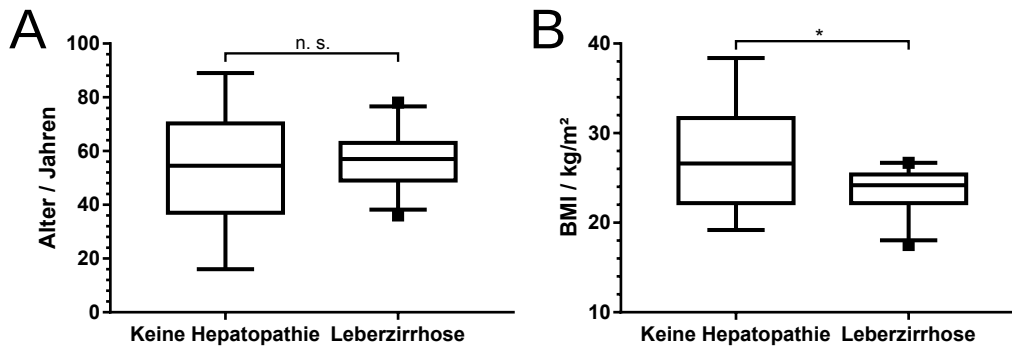 A
Alter / Jahren
100
80
60
40
20
0
n. s.
Keine Hepatopathie Leberzirrhose
B
BMI / kg/m²
40
30
20
10
*
Keine Hepatopathie Leberzirrhose